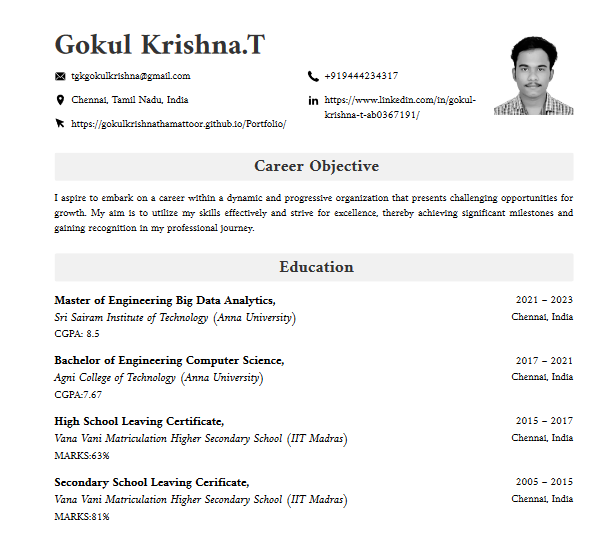 Gokul Krishna.T
tgkgokulkrishna@gmail.com
+919444234317
Chennai, Tamil Nadu, India
https://www.linkedin.com/in/gokul-
krishna-t-ab0367191/
https://gokulkrishnathamattoor.github.io/Portfolio/
Career Objective
I aspire to embark on a career within a dynamic and progressive organization that presents challenging opportunities for
growth. My aim is to utilize my skills effectively and strive for excellence, thereby achieving significant milestones and
gaining recognition in my professional journey.
Education
Master of Engineering Big Data Analytics, 2021 – 2023
Sri Sairam Institute of Technology (Anna University) Chennai, India
CGPA: 8.5
Bachelor of Engineering Computer Science, 2017 – 2021
Agni College of Technology (Anna University) Chennai, India
CGPA:7.67
High School Leaving Certificate, 2015 – 2017
Vana Vani Matriculation Higher Secondary School (IIT Madras) Chennai, India
MARKS:63%
Secondary School Leaving Cerificate, 2005 – 2015
Vana Vani Matriculation Higher Secondary School (IIT Madras) Chennai, India
MARKS:81%